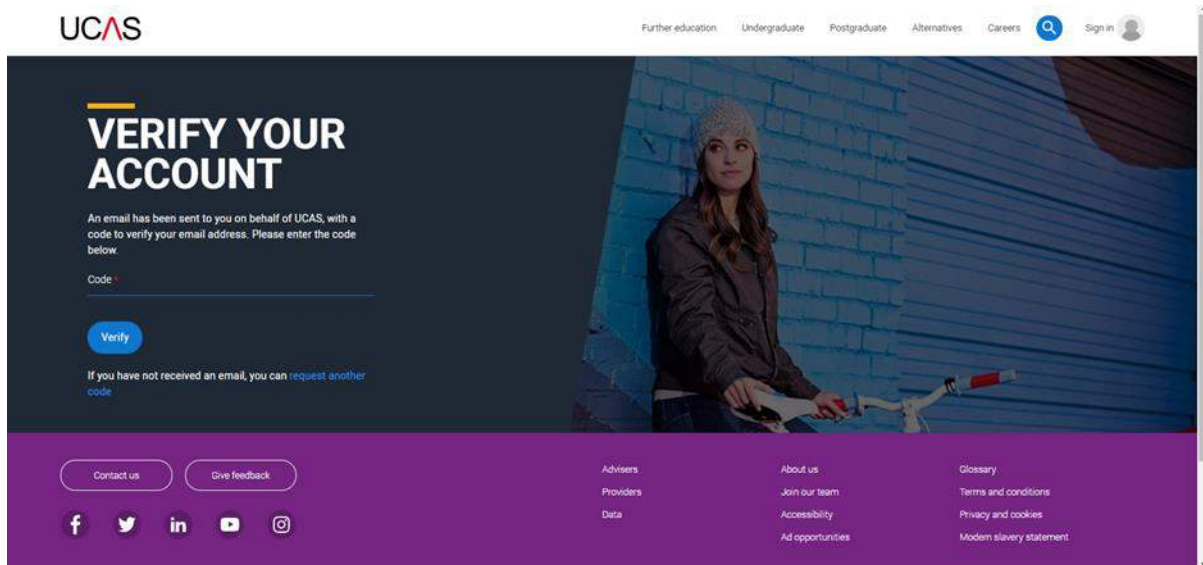 UCAS
Further education Undergraduate Postgraduate Alternatives Careers Sign in
VERIFY YOUR
ACCOUNT
An email has been sent to you on behalf of UCAS, with a
code to verify your email address. Please enter the code
below.
Code *
Verify
If you have not received an email, you can request another
code
Contact us
Give feedback
Advisers
Providers
Data
About us
Join our team
Accessibility
Ad opportunities
Glossary
Terms and conditions
Privacy and cookies
Modern slavery statement